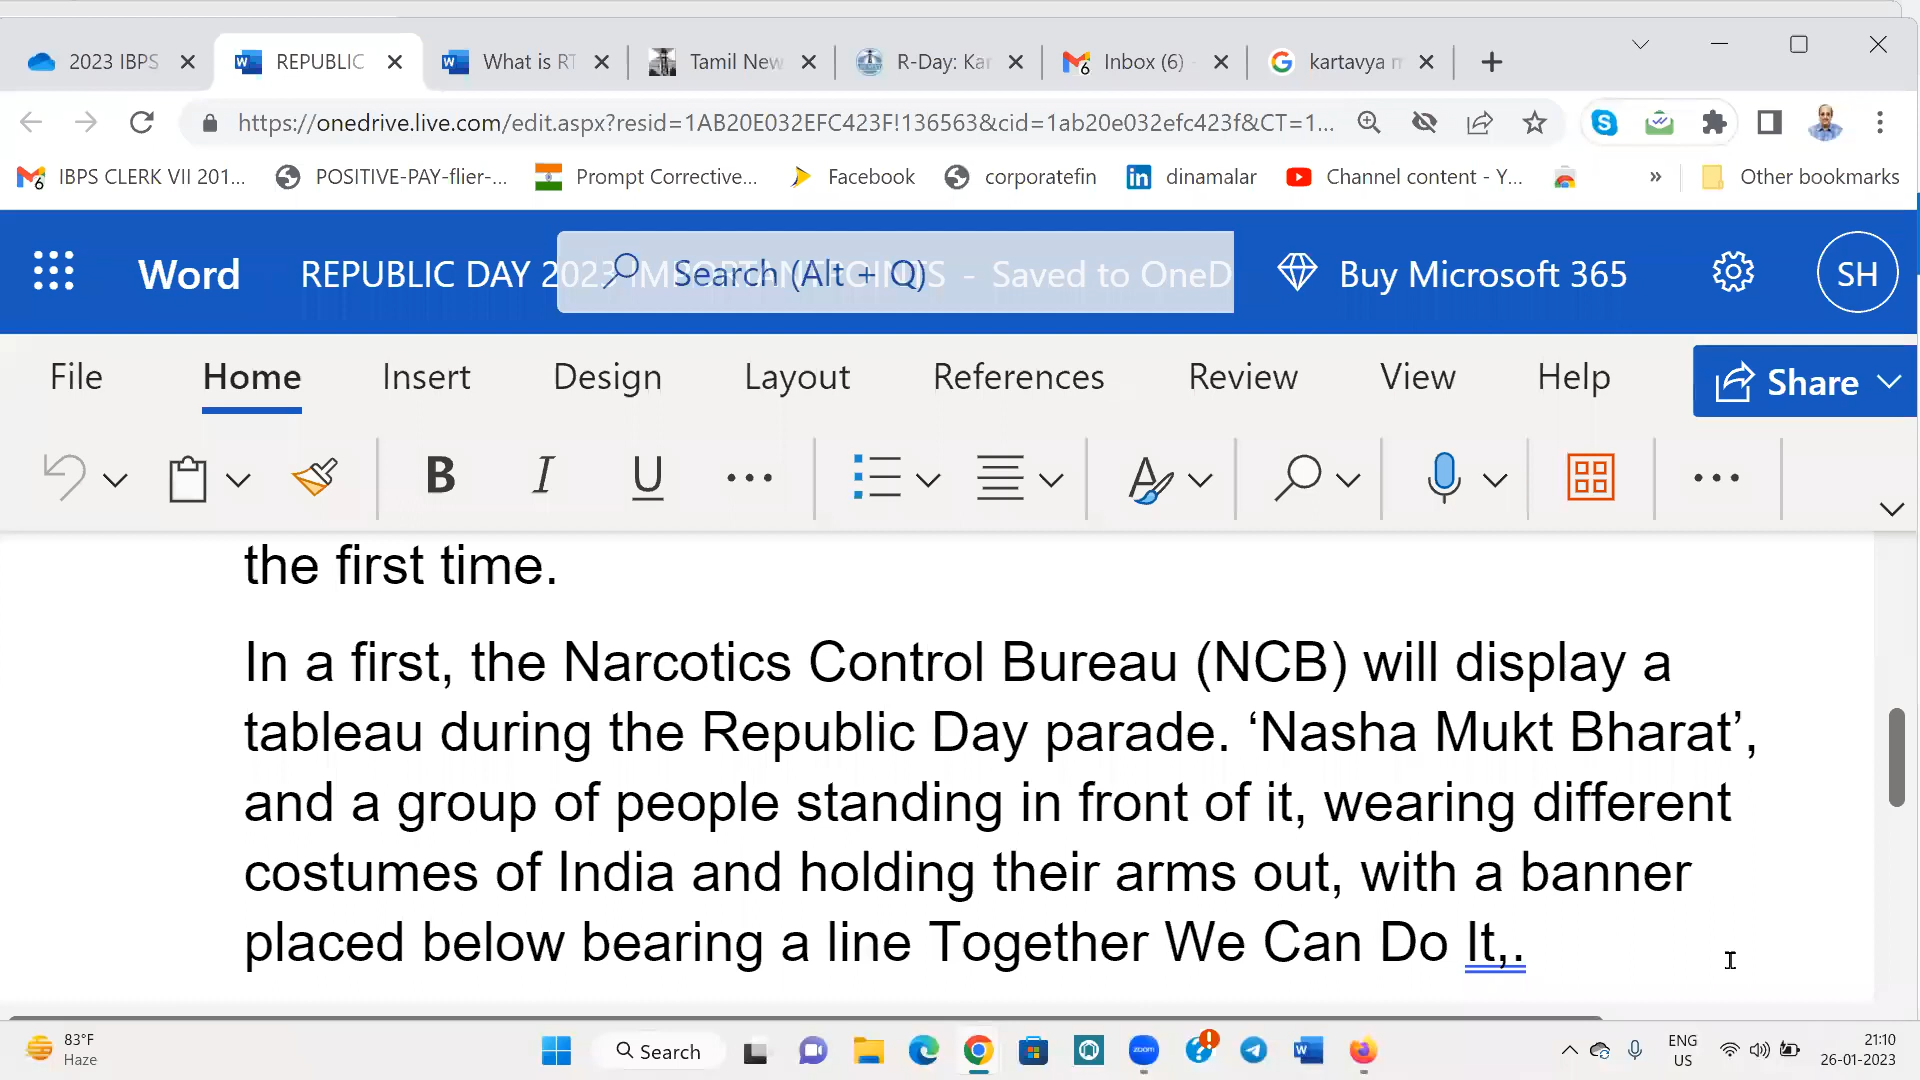 2023 IBPS
REPUBLIC
What is RT
Tamil New
R-Day: Kar
Inbox (6)
kartavya m
https://onedrive.live.com/edit.aspx?resid=1AB20E032EFC423F!136563&cid=1ab20e032efc423f&CT=1...
IBPS CLERK VII 201...
POSITIVE-PAY-flier-...
Prompt Corrective...
Facebook
corporatefin
dinamalar
Channel content - Y...
»
Other bookmarks
Word
REPUBLIC DAY 2023 - Saved to OneD
Search (Alt + Q)
Buy Microsoft 365
SH
File
Home
Insert
Design
Layout
References
Review
View
Help
Share
B
I
U
the first time.
In a first, the Narcotics Control Bureau (NCB) will display a
tableau during the Republic Day parade. ‘Nasha Mukt Bharat’,
and a group of people standing in front of it, wearing different
costumes of India and holding their arms out, with a banner
placed below bearing a line Together We Can Do It,.
83°F
Haze
Search
zoom
ENG
US
21:10
26-01-2023